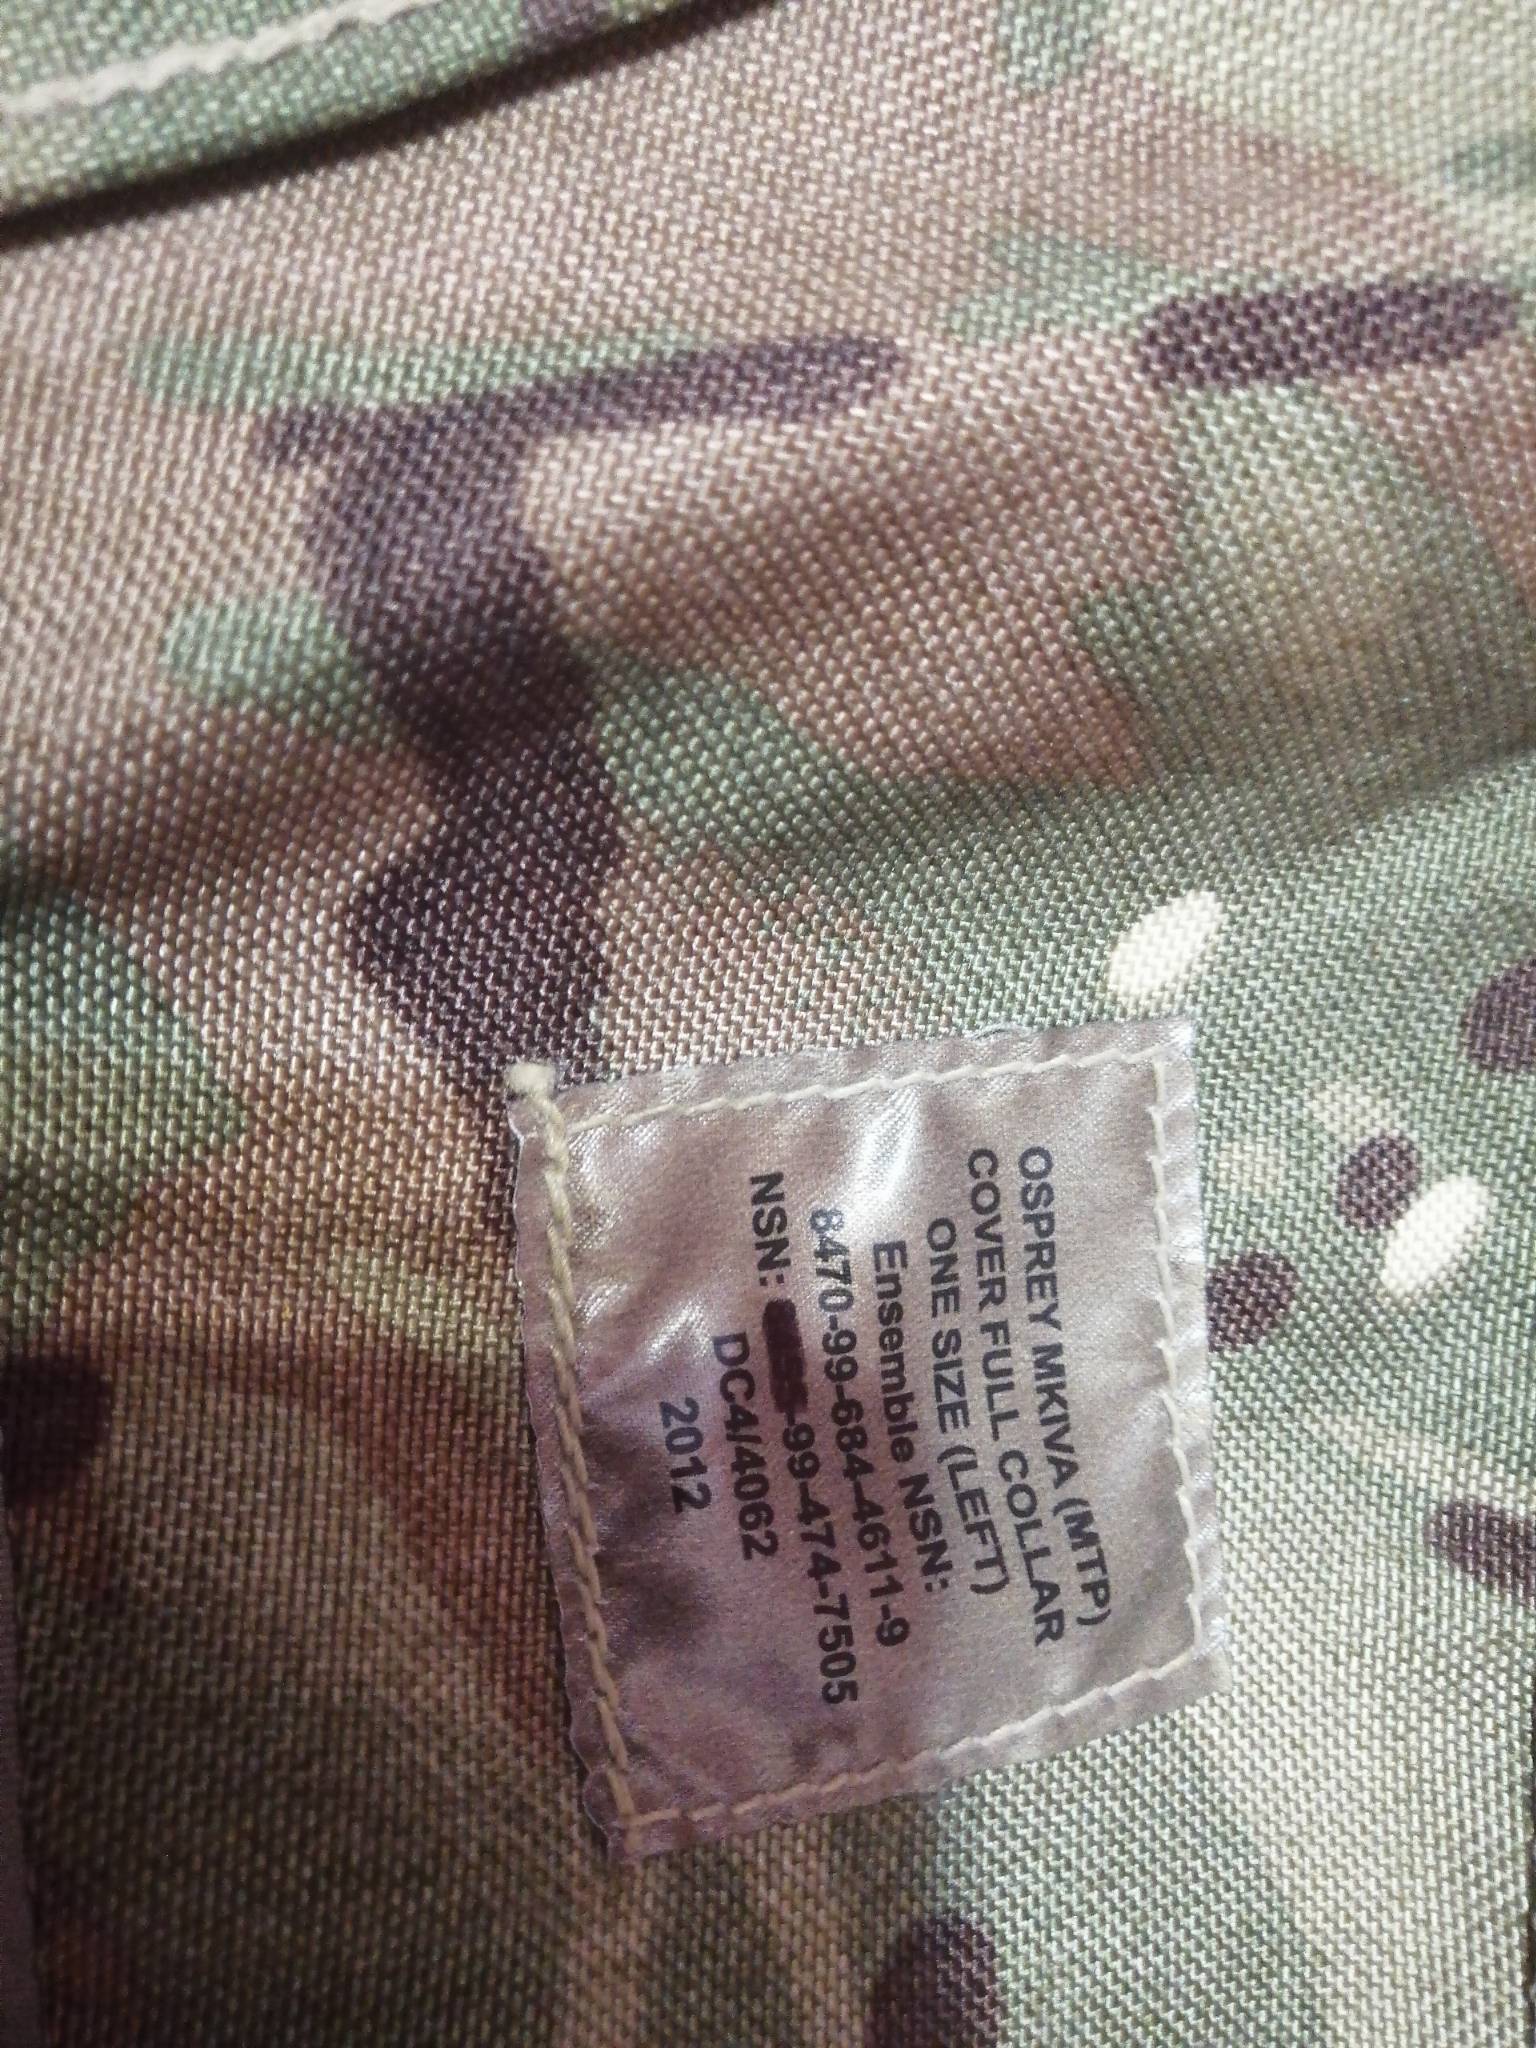 OSPREY MKIVA (MTP)
COVER FULL COLLAR
ONE SIZE (LEFT)
Ensemble NSN:
8470-99-684-4611-9
NSN: -99-474-7505
DC4/4062
2012